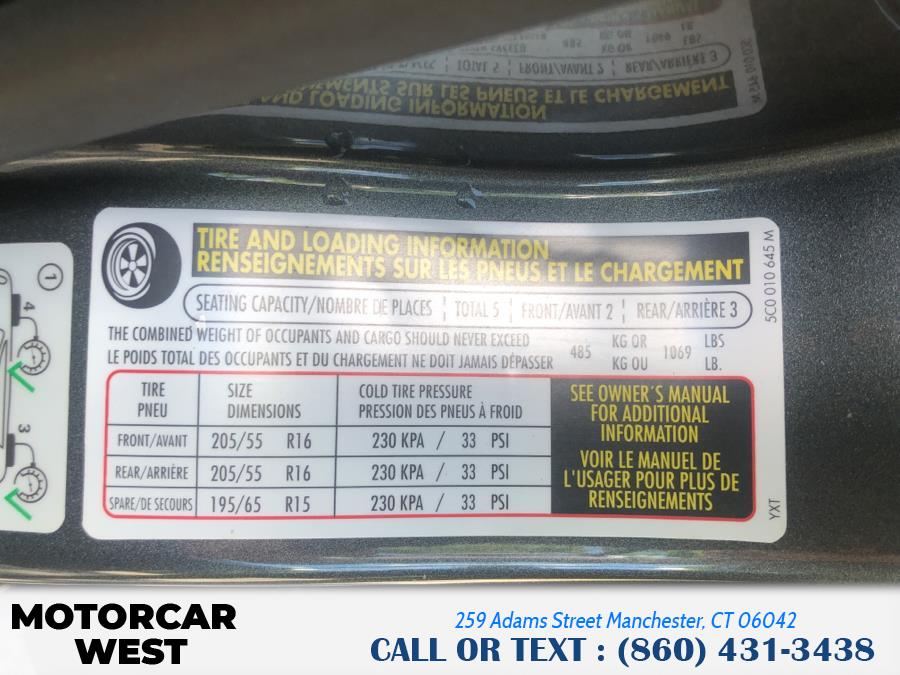 TIRE AND LOADING INFORMATION
RENSEIGNEMENTS SUR LES PNEUS ET LE CHARGEMENT
SEATING CAPACITY/NOMBRE DE PLACES ¦ TOTAL 5 ¦ FRONT/AVANT 2 ¦ REAR/ARRIÈRE 3
THE COMBINED WEIGHT OF OCCUPANTS AND CARGO SHOULD NEVER EXCEED
LE POIDS TOTAL DES OCCUPANTS ET DU CHARGEMENT NE DOIT JAMAIS DÉPASSER
485 KG OR 1069 LBS
KG OU LB.
TIRE SIZE COLD TIRE PRESSURE
PNEU DIMENSIONS PRESSION DES PNEUS À FROID
FRONT/AVANT 205/55 R16 230 KPA / 33 PSI
REAR/ARRIÈRE 205/55 R16 230 KPA / 33 PSI
SPARE/DE SECOURS 195/65 R15 230 KPA / 33 PSI
SEE OWNER'S MANUAL
FOR ADDITIONAL
INFORMATION
VOIR LE MANUEL DE
L'USAGER POUR PLUS DE
RENSEIGNEMENTS
5C0 010 645 M
YXT
1
4
3
MOTORCAR
WEST
259 Adams Street Manchester, CT 06042
CALL OR TEXT : (860) 431-3438